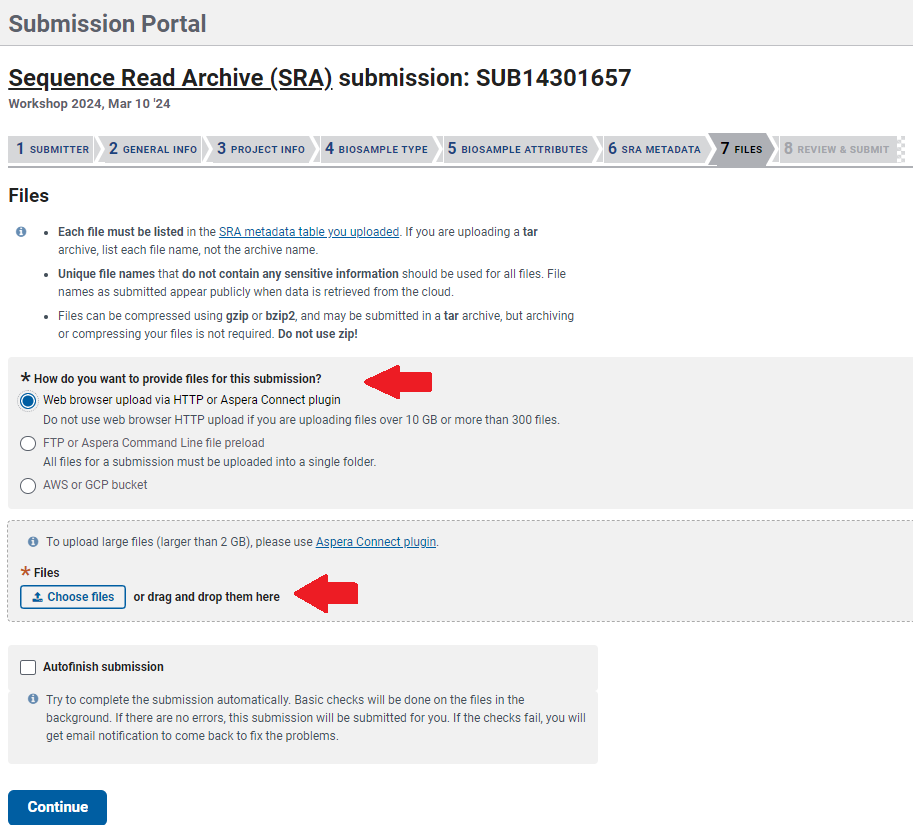 Submission Portal
Sequence Read Archive (SRA) submission: SUB14301657
Workshop 2024, Mar 10 '24
1 SUBMITTER 2 GENERAL INFO 3 PROJECT INFO 4 BIOSAMPLE TYPE 5 BIOSAMPLE ATTRIBUTES 6 SRA METADATA 7 FILES 8 REVIEW & SUBMIT
Files
• Each file must be listed in the SRA metadata table you uploaded. If you are uploading a tar
archive, list each file name, not the archive name.
• Unique file names that do not contain any sensitive information should be used for all files. File
names as submitted appear publicly when data is retrieved from the cloud.
• Files can be compressed using gzip or bzip2, and may be submitted in a tar archive, but archiving
or compressing your files is not required. Do not use zip!
* How do you want to provide files for this submission?
Web browser upload via HTTP or Aspera Connect plugin
Do not use web browser HTTP upload if you are uploading files over 10 GB or more than 300 files.
FTP or Aspera Command Line file preload
All files for a submission must be uploaded into a single folder.
AWS or GCP bucket
To upload large files (larger than 2 GB), please use Aspera Connect plugin.
* Files
Choose files or drag and drop them here
Autofinish submission
Try to complete the submission automatically. Basic checks will be done on the files in the
background. If there are no errors, this submission will be submitted for you. If the checks fail, you will
get email notification to come back to fix the problems.
Continue